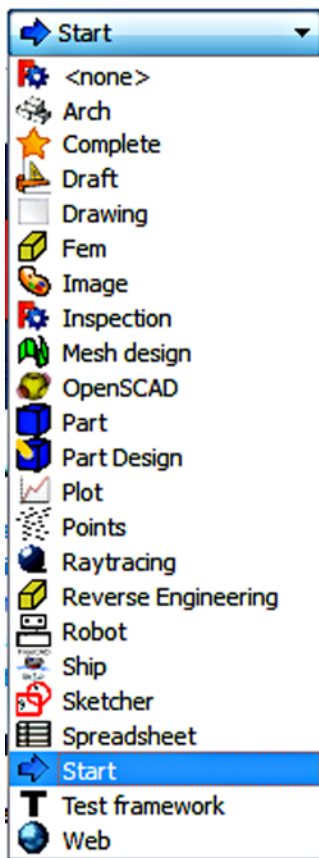 Start
<none>
Arch
Complete
Draft
Drawing
Fem
Image
Inspection
Mesh design
OpenSCAD
Part
Part Design
Plot
Points
Raytracing
Reverse Engineering
Robot
Ship
Sketcher
Spreadsheet
Start
Test framework
Web